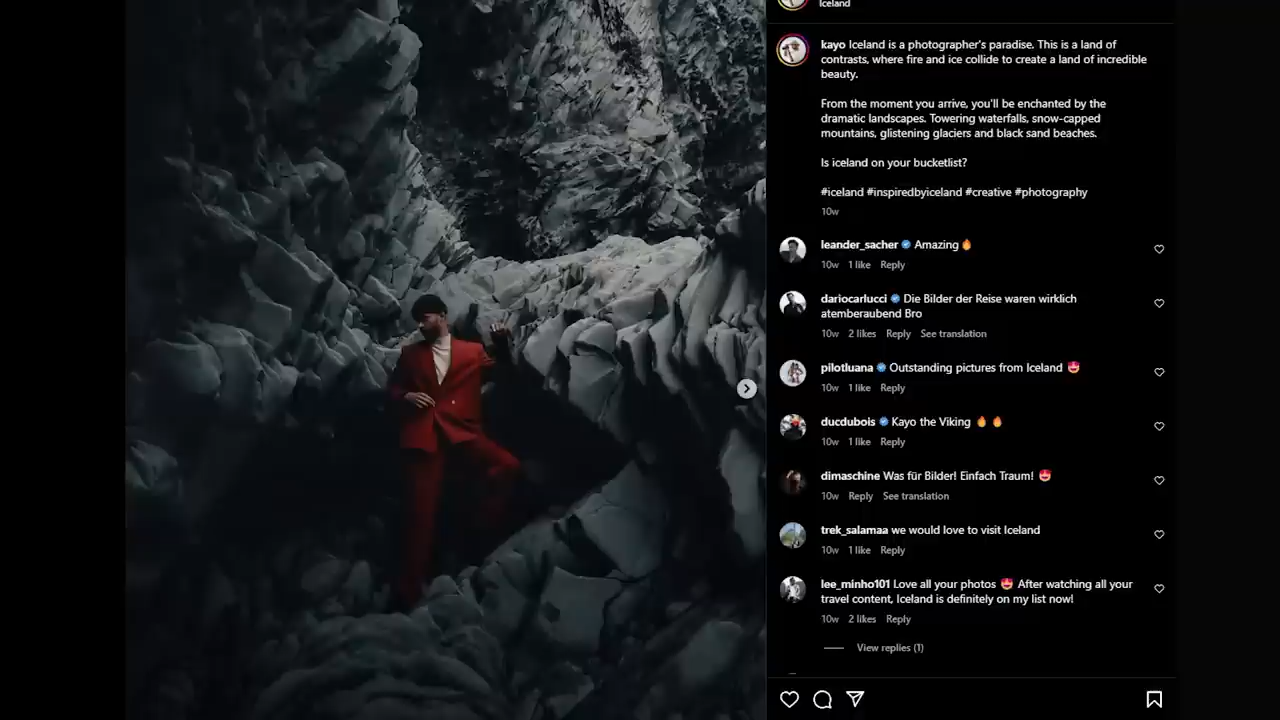 Iceland
kayo Iceland is a photographer's paradise. This is a land of
contrasts, where fire and ice collide to create a land of incredible
beauty.
From the moment you arrive, you'll be enchanted by the
dramatic landscapes. Towering waterfalls, snow-capped
mountains, glistening glaciers and black sand beaches.
Is iceland on your bucketlist?
#iceland #inspiredbyiceland #creative #photography
10w
leander_sacher Amazing🔥
10w 1 like Reply
dariocarlucci Die Bilder der Reise waren wirklich
atemberaubend Bro
10w 2 likes Reply See translation
pilotluana Outstanding pictures from Iceland 😍
10w 1 like Reply
ducdubois Kayo the Viking 🔥 🔥
10w 1 like Reply
dimaschine Was für Bilder! Einfach Traum! 😍
10w Reply See translation
trek_salamaa we would love to visit Iceland
10w 1 like Reply
lee_minho101 Love all your photos 😍 After watching all your
travel content, Iceland is definitely on my list now!
10w 2 likes Reply
View replies (1)